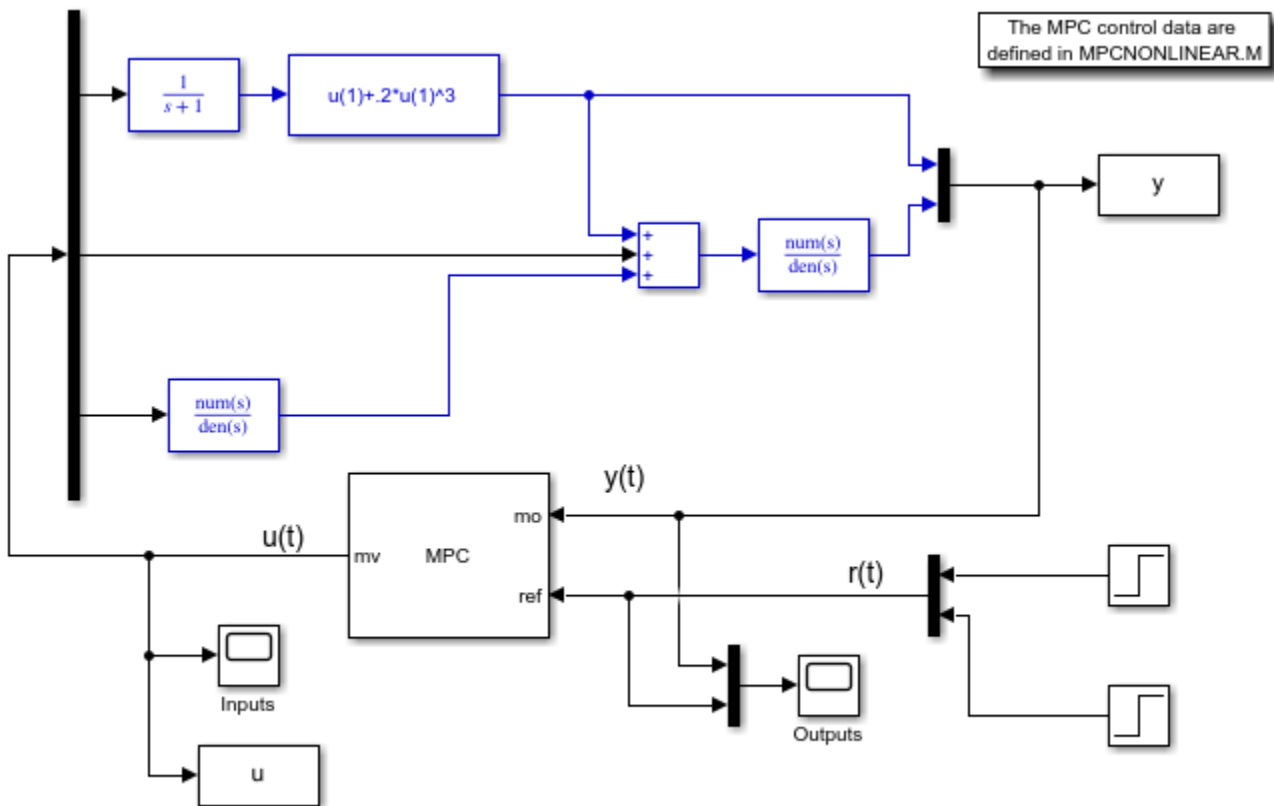 The MPC control data are
defined in MPCNONLINEAR.M
1
s + 1
u(1)+.2*u(1)^3
y
+
+
+
num(s)
den(s)
num(s)
den(s)
y(t)
mo
u(t)
mv
MPC
r(t)
ref
Inputs
Outputs
u